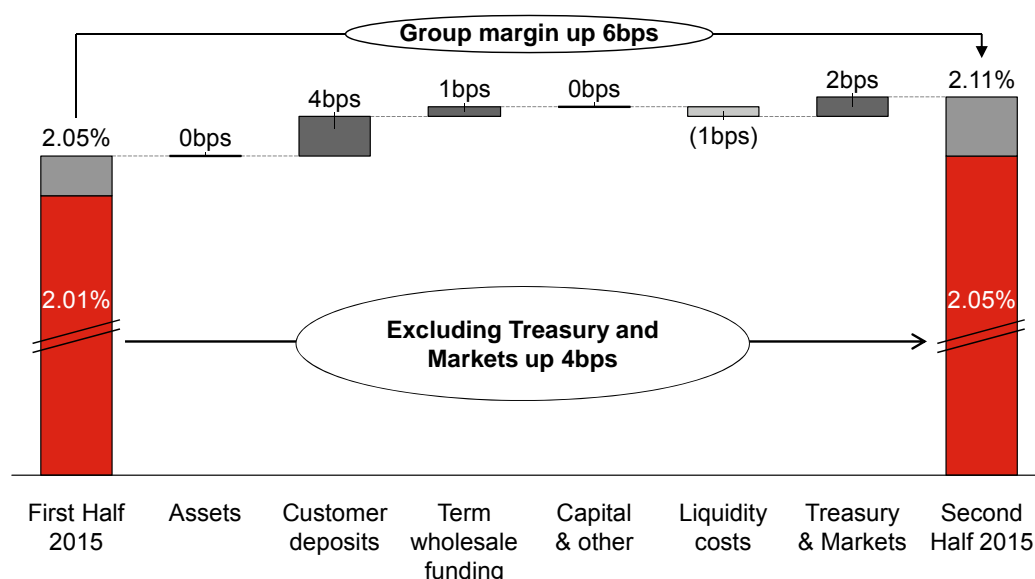 Group margin up 6bps
2.05%
0bps
4bps
1bps
0bps
(1bps)
2bps
2.11%
2.01%
2.05%
Excluding Treasury and
Markets up 4bps
First Half
2015
Assets
Customer
deposits
Term
wholesale
funding
Capital
& other
Liquidity
costs
Treasury
& Markets
Second
Half 2015